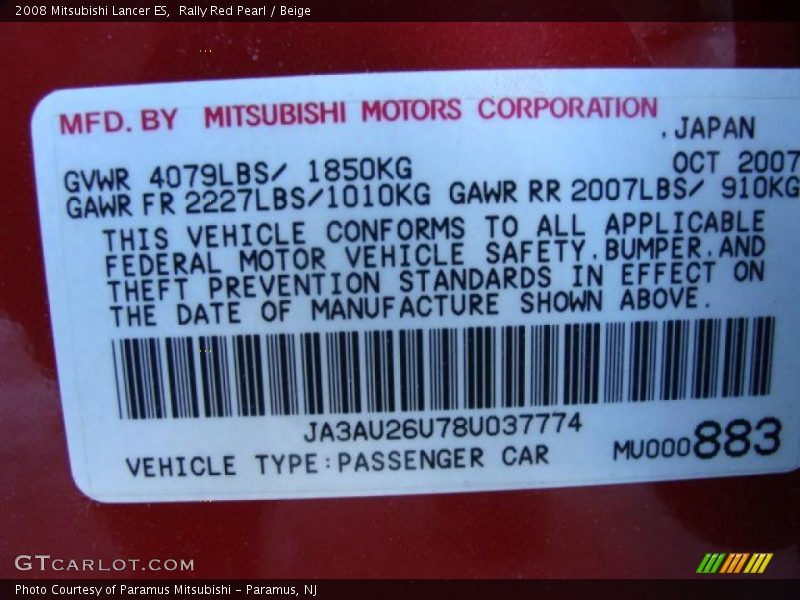 2008 Mitsubishi Lancer ES,  Rally Red Pearl / Beige
MFD. BY MITSUBISHI MOTORS CORPORATION
.JAPAN
GVWR 4079LBS/ 1850KG OCT 2007
GAWR FR 2227LBS/1010KG GAWR RR 2007LBS/ 910KG
THIS VEHICLE CONFORMS TO ALL APPLICABLE
FEDERAL MOTOR VEHICLE SAFETY,BUMPER,AND
THEFT PREVENTION STANDARDS IN EFFECT ON
THE DATE OF MANUFACTURE SHOWN ABOVE.
JA3AU26U78U037774
VEHICLE TYPE:PASSENGER CAR MU000883
GTCARLOT.COM
Photo Courtesy of Paramus Mitsubishi - Paramus, NJ